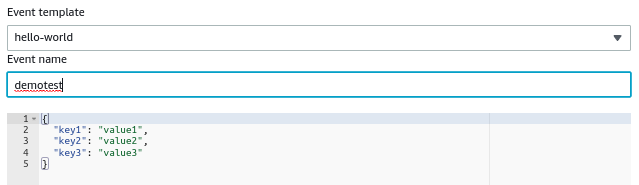 Event template
hello-world
Event name
demotest
1 {
2 "key1": "value1",
3 "key2": "value2",
4 "key3": "value3"
5 }